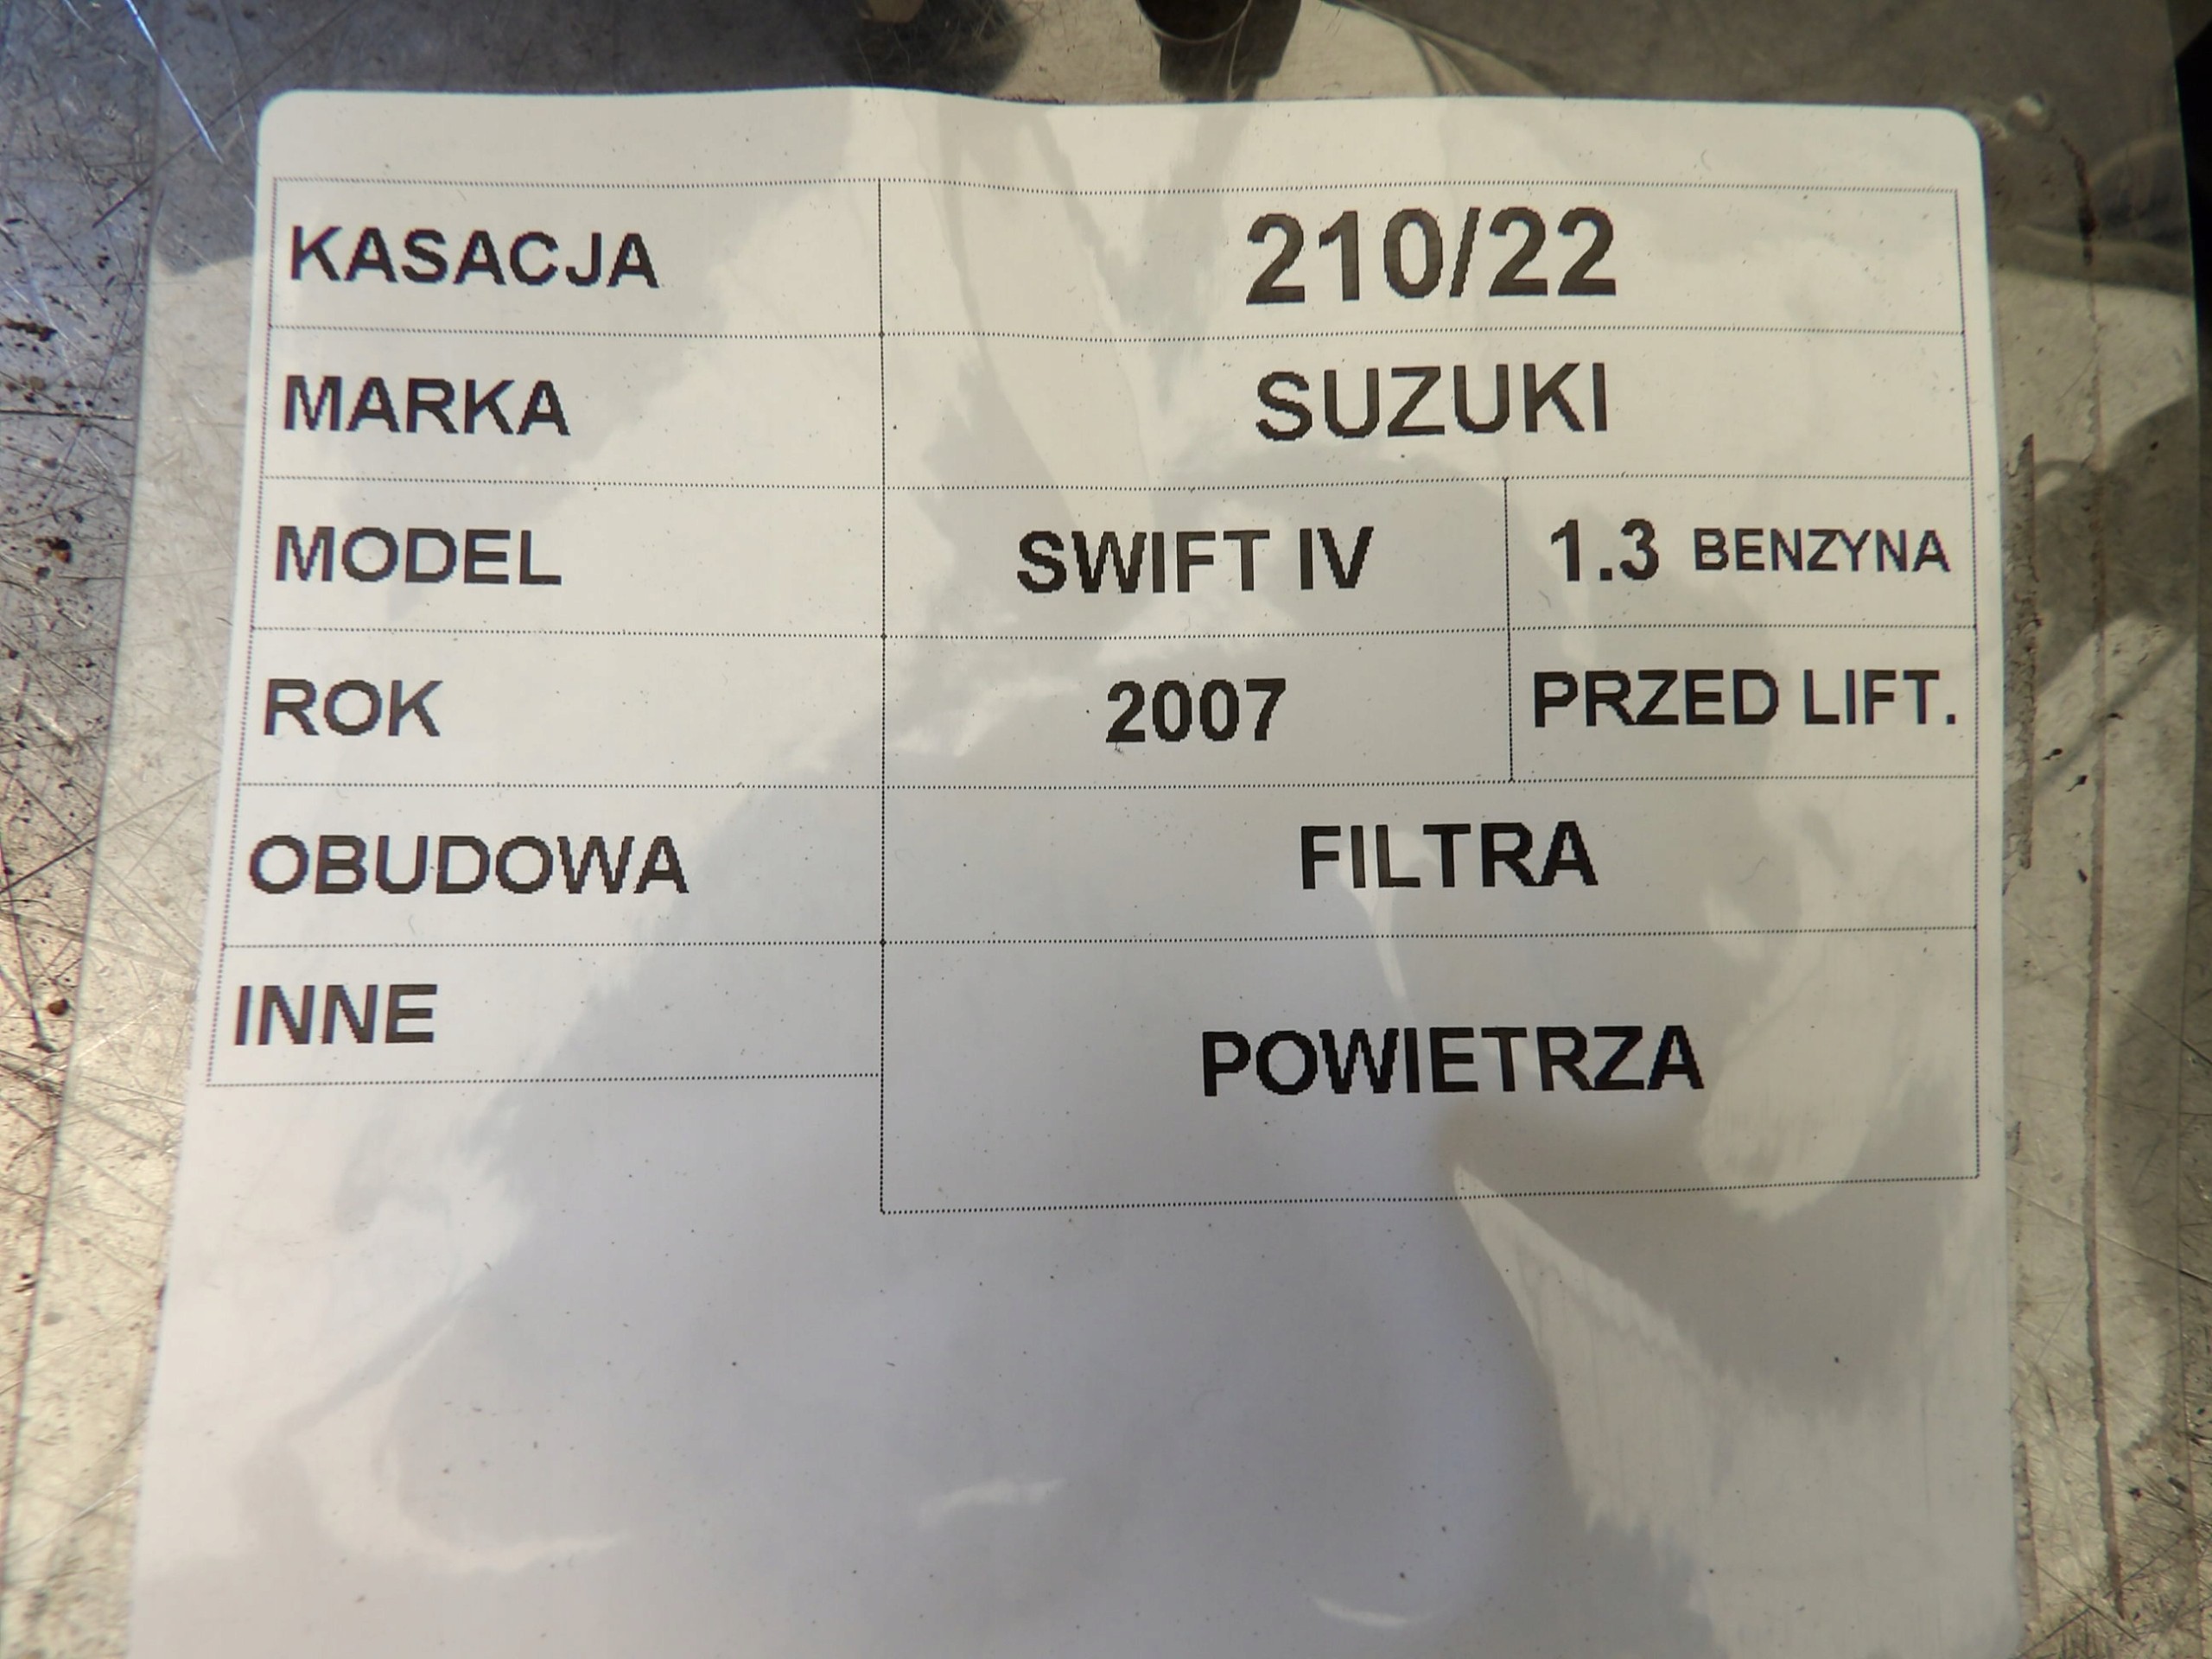 KASACJA 210/22
MARKA SUZUKI
MODEL SWIFT IV 1.3 BENZYNA
ROK 2007 PRZED LIFT.
OBUDOWA FILTRA
INNE POWIETRZA